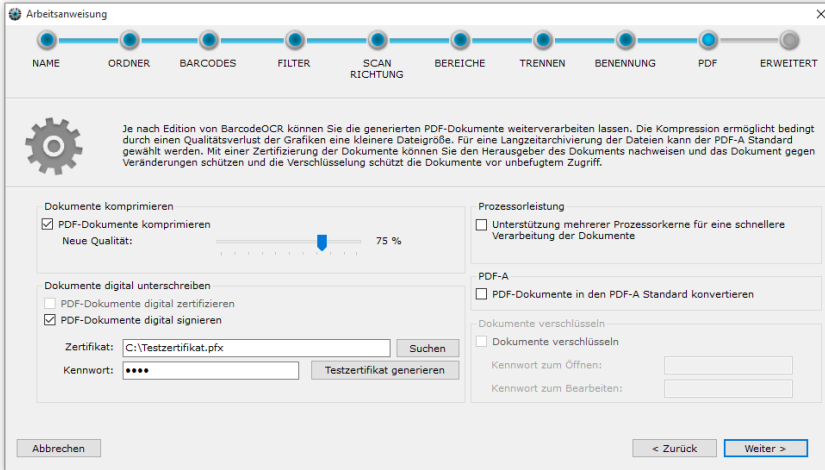 Arbeitsanweisung
NAME
ORDNER
BARCODES
FILTER
SCAN
RICHTUNG
BEREICHE
TRENNEN
BENENNUNG
PDF
ERWEITERT
Je nach Edition von BarcodeOCR können Sie die generierten PDF-Dokumente weiterverarbeiten lassen. Die Kompression ermöglicht bedingt
durch einen Qualitätsverlust der Grafiken eine kleinere Dateigröße. Für eine Langzeitarchivierung der Dateien kann der PDF-A Standard
gewählt werden. Mit einer Zertifizierung der Dokumente können Sie den Herausgeber des Dokuments nachweisen und das Dokument gegen
Veränderungen schützen und die Verschlüsselung schützt die Dokumente vor unbefugtem Zugriff.
Dokumente komprimieren
PDF-Dokumente komprimieren
Neue Qualität:
75 %
Dokumente digital unterschreiben
PDF-Dokumente digital zertifizieren
PDF-Dokumente digital signieren
Zertifikat:
C:\Testzertifikat.pfx
Suchen
Kennwort:
••••
Testzertifikat generieren
Prozessorleistung
Unterstützung mehrerer Prozessorkerne für eine schnellere
Verarbeitung der Dokumente
PDF-A
PDF-Dokumente in den PDF-A Standard konvertieren
Dokumente verschlüsseln
Dokumente verschlüsseln
Kennwort zum Öffnen:
Kennwort zum Bearbeiten:
Abbrechen
< Zurück
Weiter >